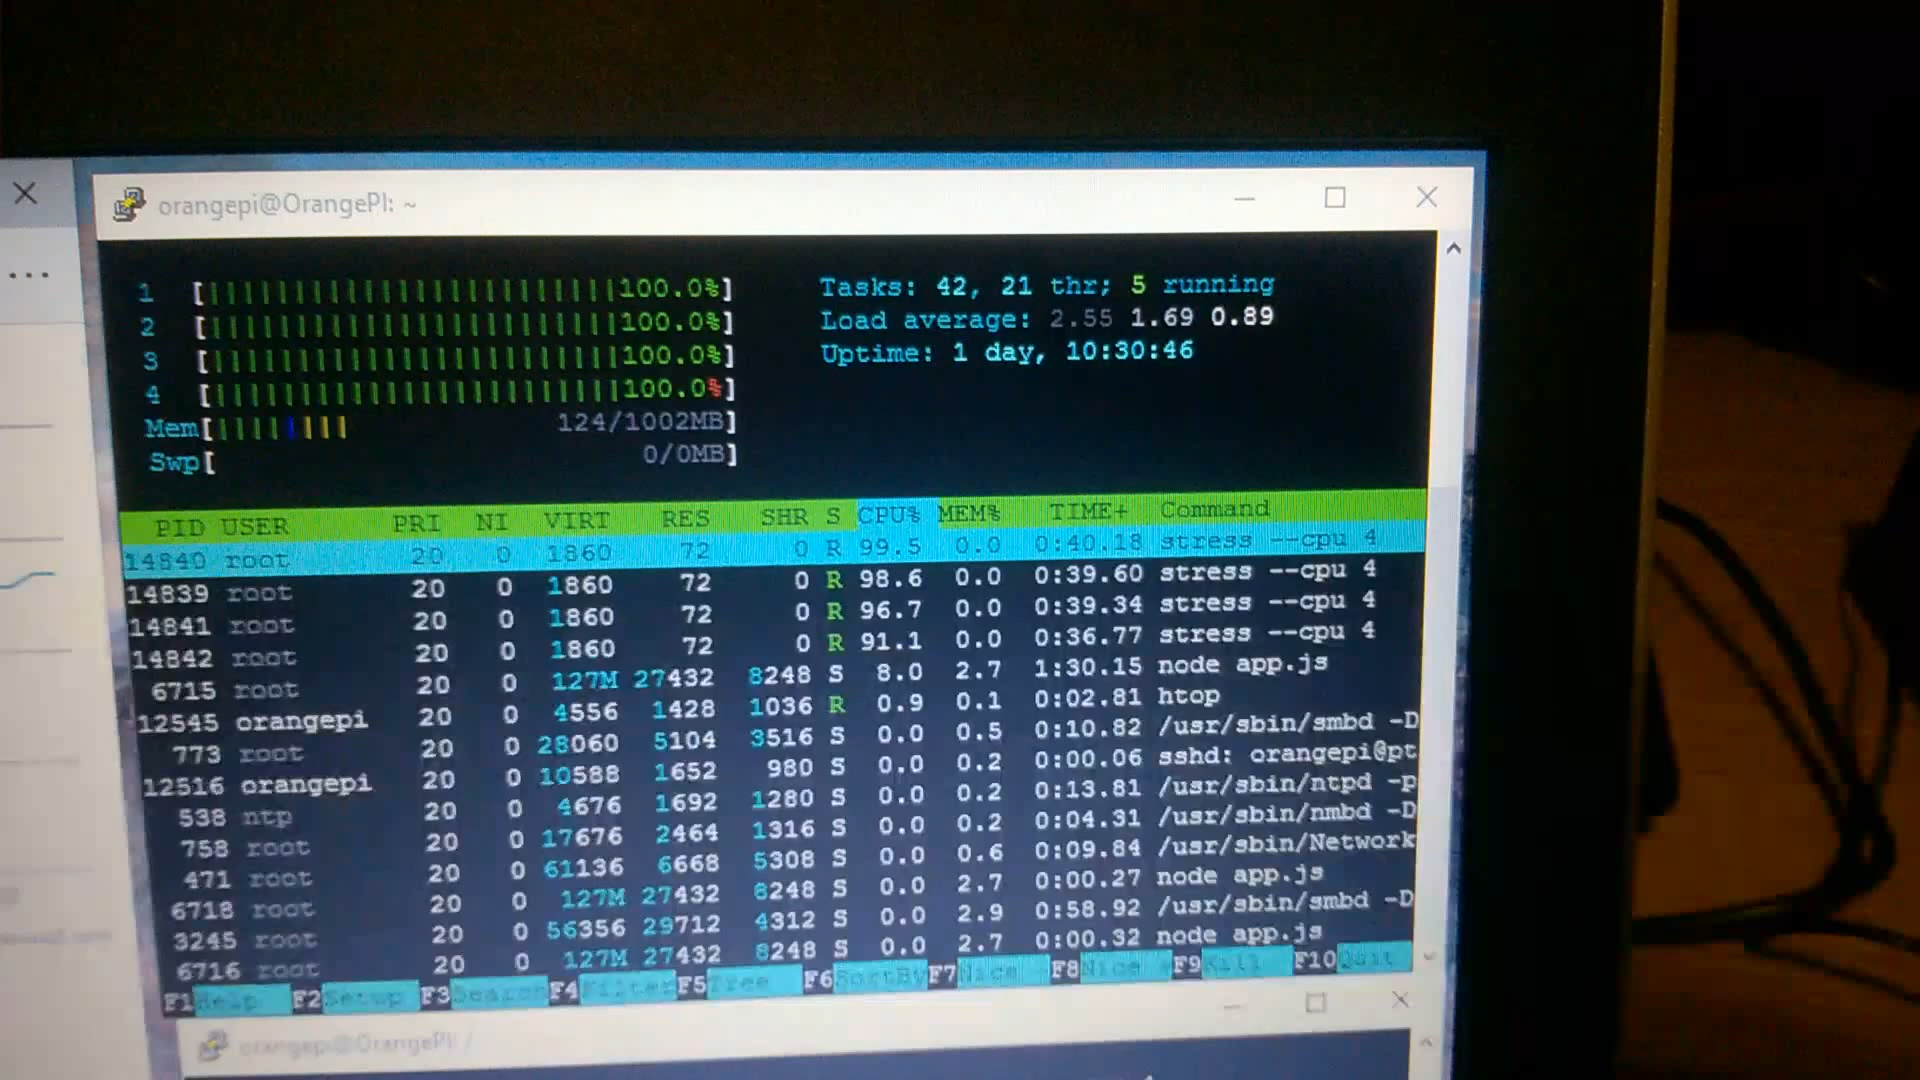 orangepi@OrangePI: ~
1 [||||||||||||||||||||||||100.0%] Tasks: 42, 21 thr; 5 running
2 [||||||||||||||||||||||||100.0%] Load average: 2.55 1.69 0.89
3 [||||||||||||||||||||||||100.0%] Uptime: 1 day, 10:30:46
4 [||||||||||||||||||||||||100.0%]
Mem[|||||||| 124/1002MB]
Swp[ 0/0MB]
PID USER PRI NI VIRT RES SHR S CPU% MEM% TIME+ Command
14840 root 20 0 1860 72 0 R 99.5 0.0 0:40.18 stress --cpu 4
14839 root 20 0 1860 72 0 R 98.6 0.0 0:39.60 stress --cpu 4
14841 root 20 0 1860 72 0 R 96.7 0.0 0:39.34 stress --cpu 4
14842 root 20 0 1860 72 0 R 91.1 0.0 0:36.77 stress --cpu 4
6715 root 20 0 127M 27432 8248 S 8.0 2.7 1:30.15 node app.js
12545 orangepi 20 0 4556 1428 1036 R 0.9 0.1 0:02.81 htop
773 root 20 0 28060 5104 3516 S 0.0 0.5 0:10.82 /usr/sbin/smbd -D
12516 orangepi 20 0 10588 1652 980 S 0.0 0.2 0:00.06 sshd: orangepi@pt
538 ntp 20 0 4676 1692 1280 S 0.0 0.2 0:13.81 /usr/sbin/ntpd -p
758 root 20 0 17676 2464 1316 S 0.0 0.2 0:04.31 /usr/sbin/nmbd -D
471 root 20 0 61136 6668 5308 S 0.0 0.6 0:09.84 /usr/sbin/Network
6718 root 20 0 127M 27432 8248 S 0.0 2.7 0:00.27 node app.js
3245 root 20 0 56356 29712 4312 S 0.0 2.9 0:58.92 /usr/sbin/smbd -D
6716 root 20 0 127M 27432 8248 S 0.0 2.7 0:00.32 node app.js
F1Help F2Setup F3Search F4Filter F5Tree F6SortBy F7Nice - F8Nice + F9Kill F10Quit
orangepi@OrangePI: /